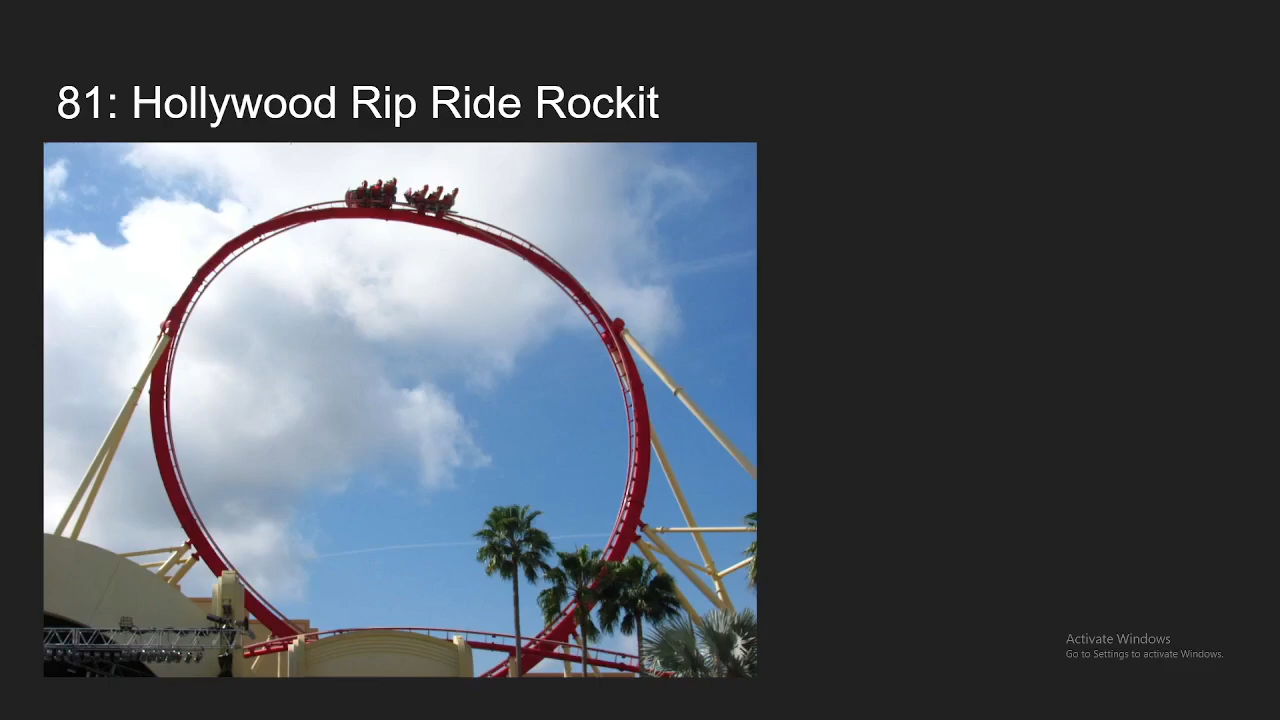 81: Hollywood Rip Ride Rockit
Activate Windows
Go to Settings to activate Windows.